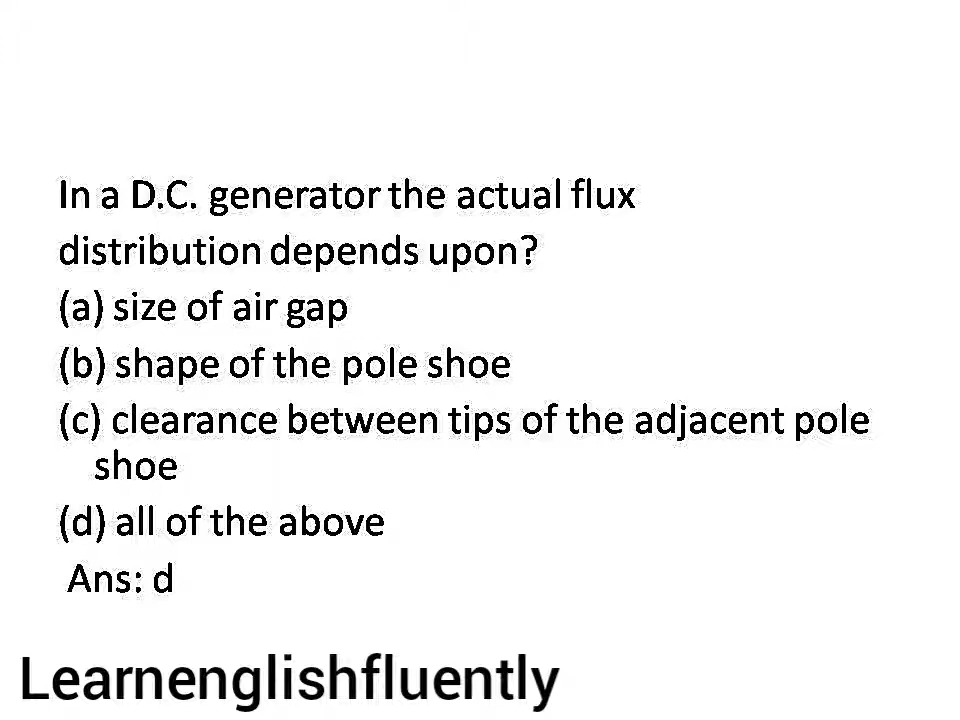 In a D.C. generator the actual flux
distribution depends upon?
(a) size of air gap
(b) shape of the pole shoe
(c) clearance between tips of the adjacent pole
shoe
(d) all of the above
Ans: d
Learnenglishfluently